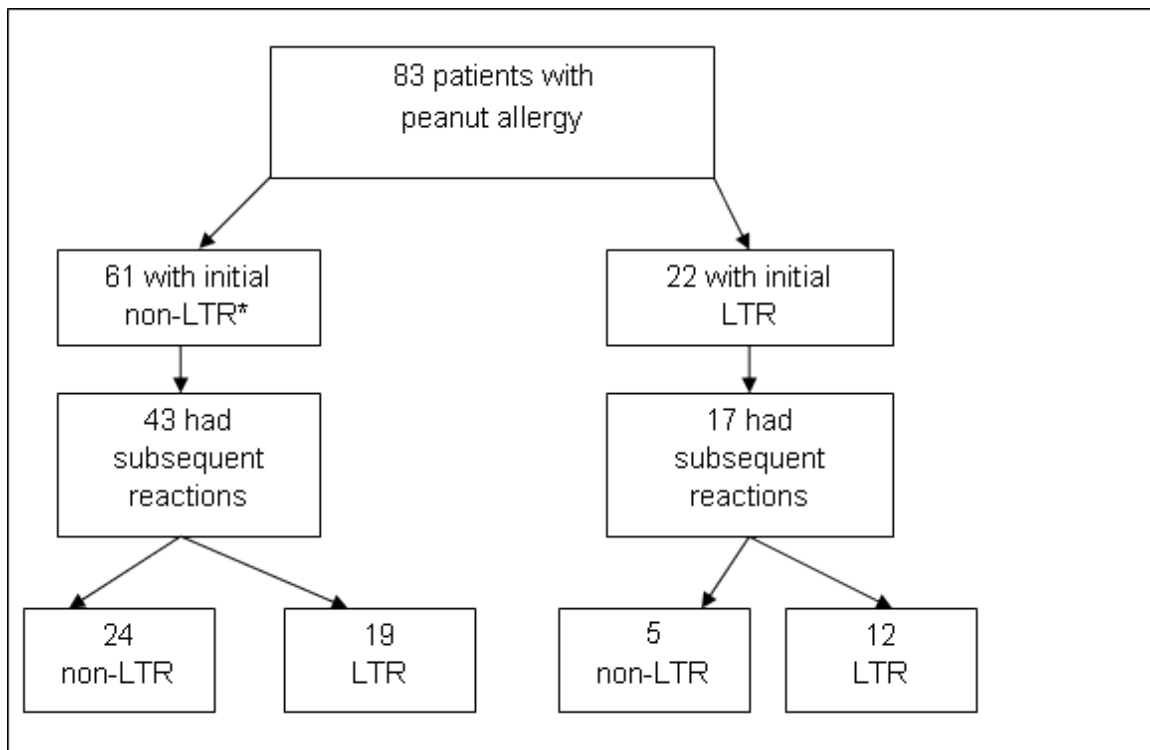 83 patients with
peanut allergy
61 with initial
non-LTR*
22 with initial
LTR
43 had
subsequent
reactions
17 had
subsequent
reactions
24
non-LTR
19
LTR
5
non-LTR
12
LTR